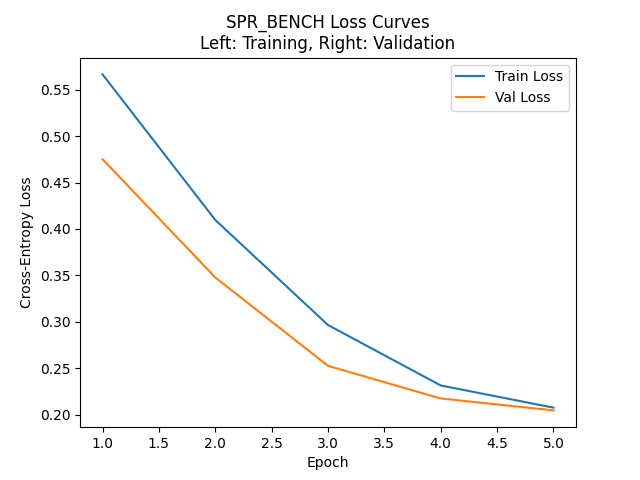 SPR_BENCH Loss Curves
Left: Training, Right: Validation
Train Loss
Val Loss
Cross-Entropy Loss
0.55
0.50
0.45
0.40
0.35
0.30
0.25
0.20
1.0 1.5 2.0 2.5 3.0 3.5 4.0 4.5 5.0
Epoch